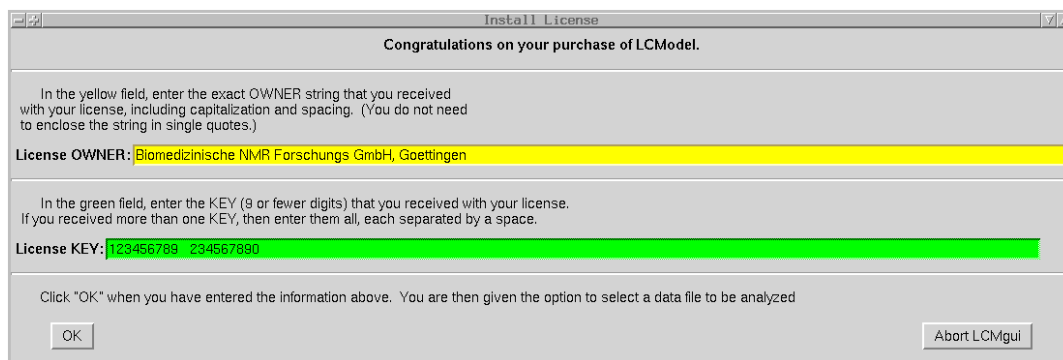 Install License
Congratulations on your purchase of LCModel.
In the yellow field, enter the exact OWNER string that you received
with your license, including capitalization and spacing. (You do not need
to enclose the string in single quotes.)
License OWNER: Biomedizinische NMR Forschungs GmbH, Goettingen
In the green field, enter the KEY (9 or fewer digits) that you received with your license.
If you received more than one KEY, then enter them all, each separated by a space.
License KEY: 123456789 234567890
Click "OK" when you have entered the information above. You are then given the option to select a data file to be analyzed
OK Abort LCMgui